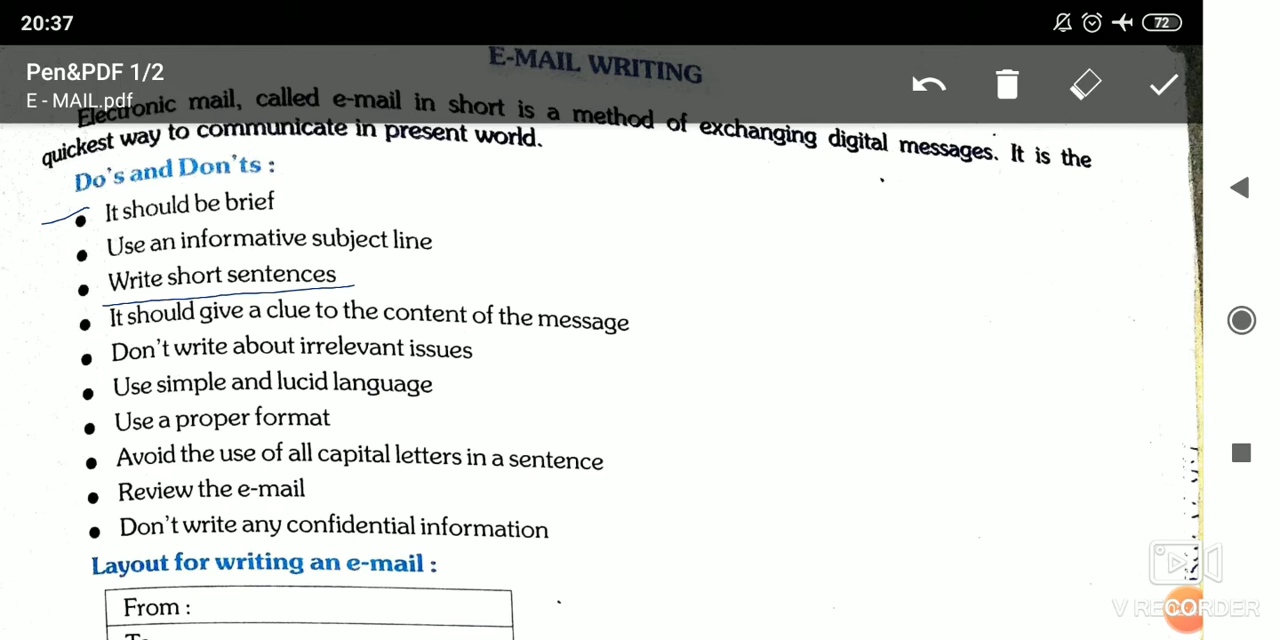 20:37
72
E-MAIL WRITING
Pen&PDF 1/2
E - MAIL.pdf
Electronic mail, called e-mail in short is a method of exchanging digital messages. It is the
quickest way to communicate in present world.
Do's and Don'ts :
• It should be brief
• Use an informative subject line
• Write short sentences
• It should give a clue to the content of the message
• Don't write about irrelevant issues
• Use simple and lucid language
• Use a proper format
• Avoid the use of all capital letters in a sentence
• Review the e-mail
• Don't write any confidential information
Layout for writing an e-mail :
From :
V RECORDER